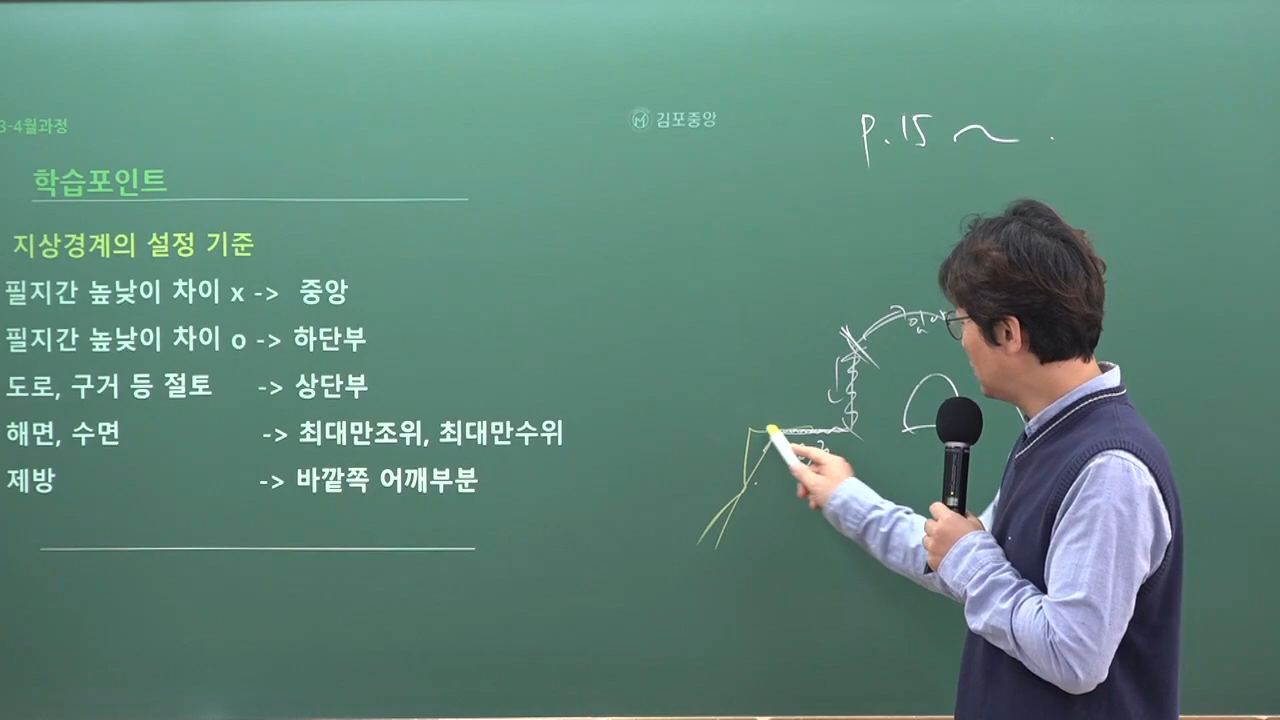 3-4월과정
김포중앙
p.15 ~
학습포인트
지상경계의 설정 기준
필지간 높낮이 차이 x -> 중앙
필지간 높낮이 차이 o -> 하단부
도로, 구거 등 절토 -> 상단부
해면, 수면 -> 최대만조위, 최대만수위
제방 -> 바깥쪽 어깨부분